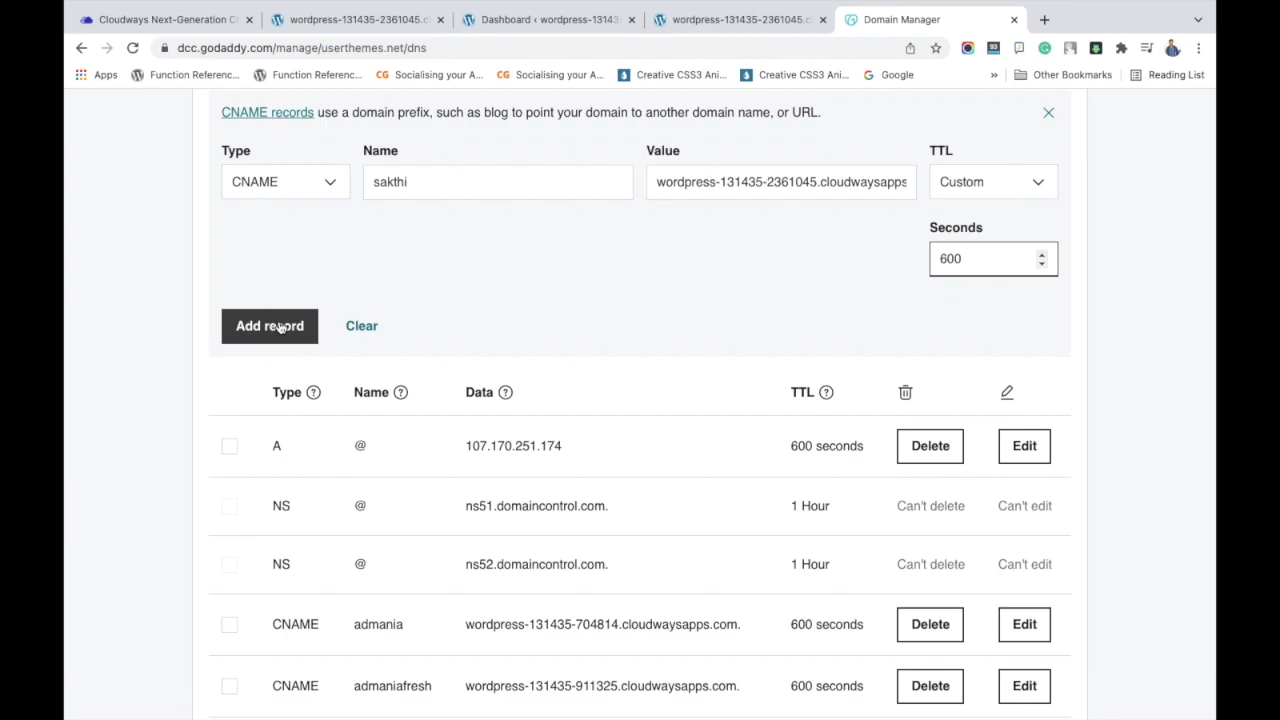 Cloudways Next-Generation C
wordpress-131435-2361045.c
Dashboard ‹ wordpress-13143
wordpress-131435-2361045.c
Domain Manager
dcc.godaddy.com/manage/userthemes.net/dns
Apps
Function Referenc...
Function Referenc...
CG Socialising your A...
CG Socialising your A...
Creative CSS3 Ani...
Creative CSS3 Ani...
Google
»
Other Bookmarks
Reading List
CNAME records use a domain prefix, such as blog to point your domain to another domain name, or URL.
Type Name Value TTL
CNAME sakthi wordpress-131435-2361045.cloudwaysapps Custom
Seconds
600
Add record Clear
Type Name Data TTL
A @ 107.170.251.174 600 seconds Delete Edit
NS @ ns51.domaincontrol.com. 1 Hour Can't delete Can't edit
NS @ ns52.domaincontrol.com. 1 Hour Can't delete Can't edit
CNAME admania wordpress-131435-704814.cloudwaysapps.com. 600 seconds Delete Edit
CNAME admaniafresh wordpress-131435-911325.cloudwaysapps.com. 600 seconds Delete Edit